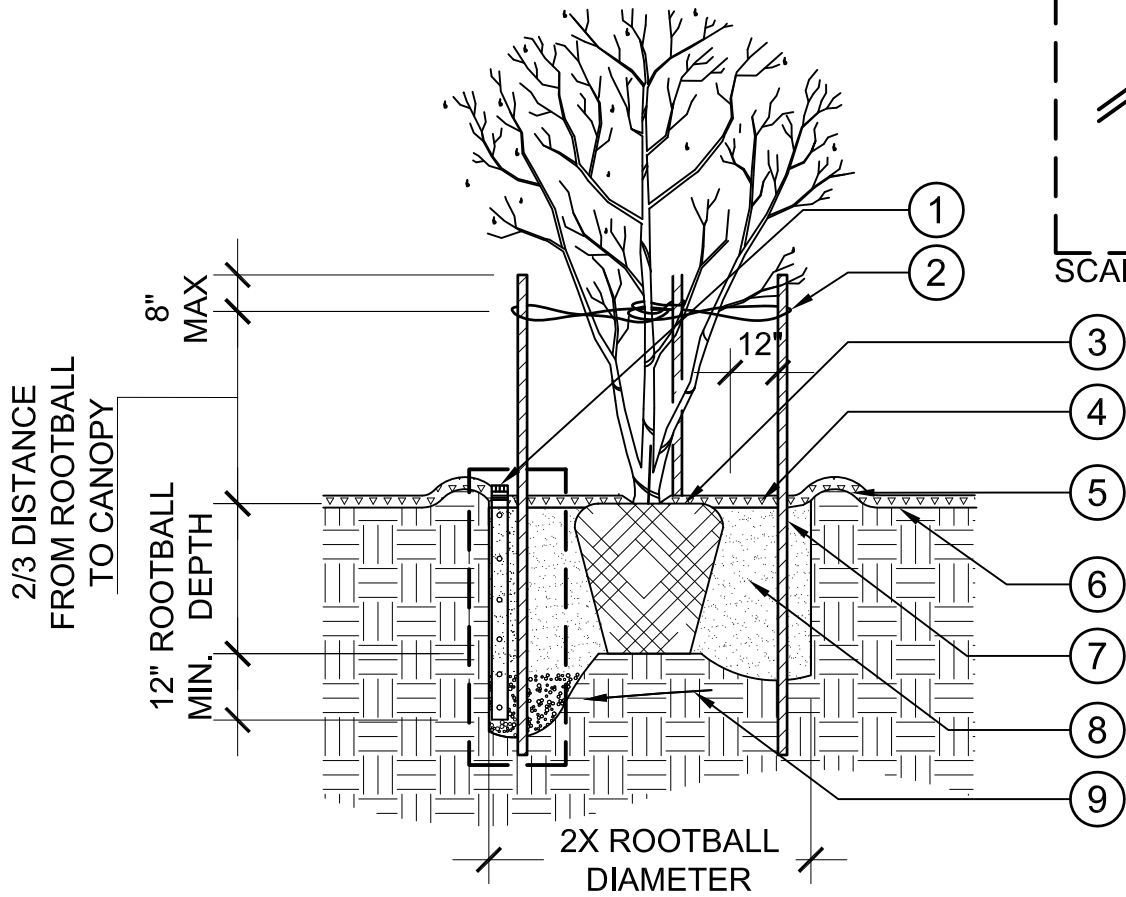 SCAL
8"
MAX
2/3 DISTANCE
FROM ROOTBALL
TO CANOPY
ROOTBALL
DEPTH
12"
MIN.
12"
1
2
3
4
5
6
7
8
9
2X ROOTBALL
DIAMETER